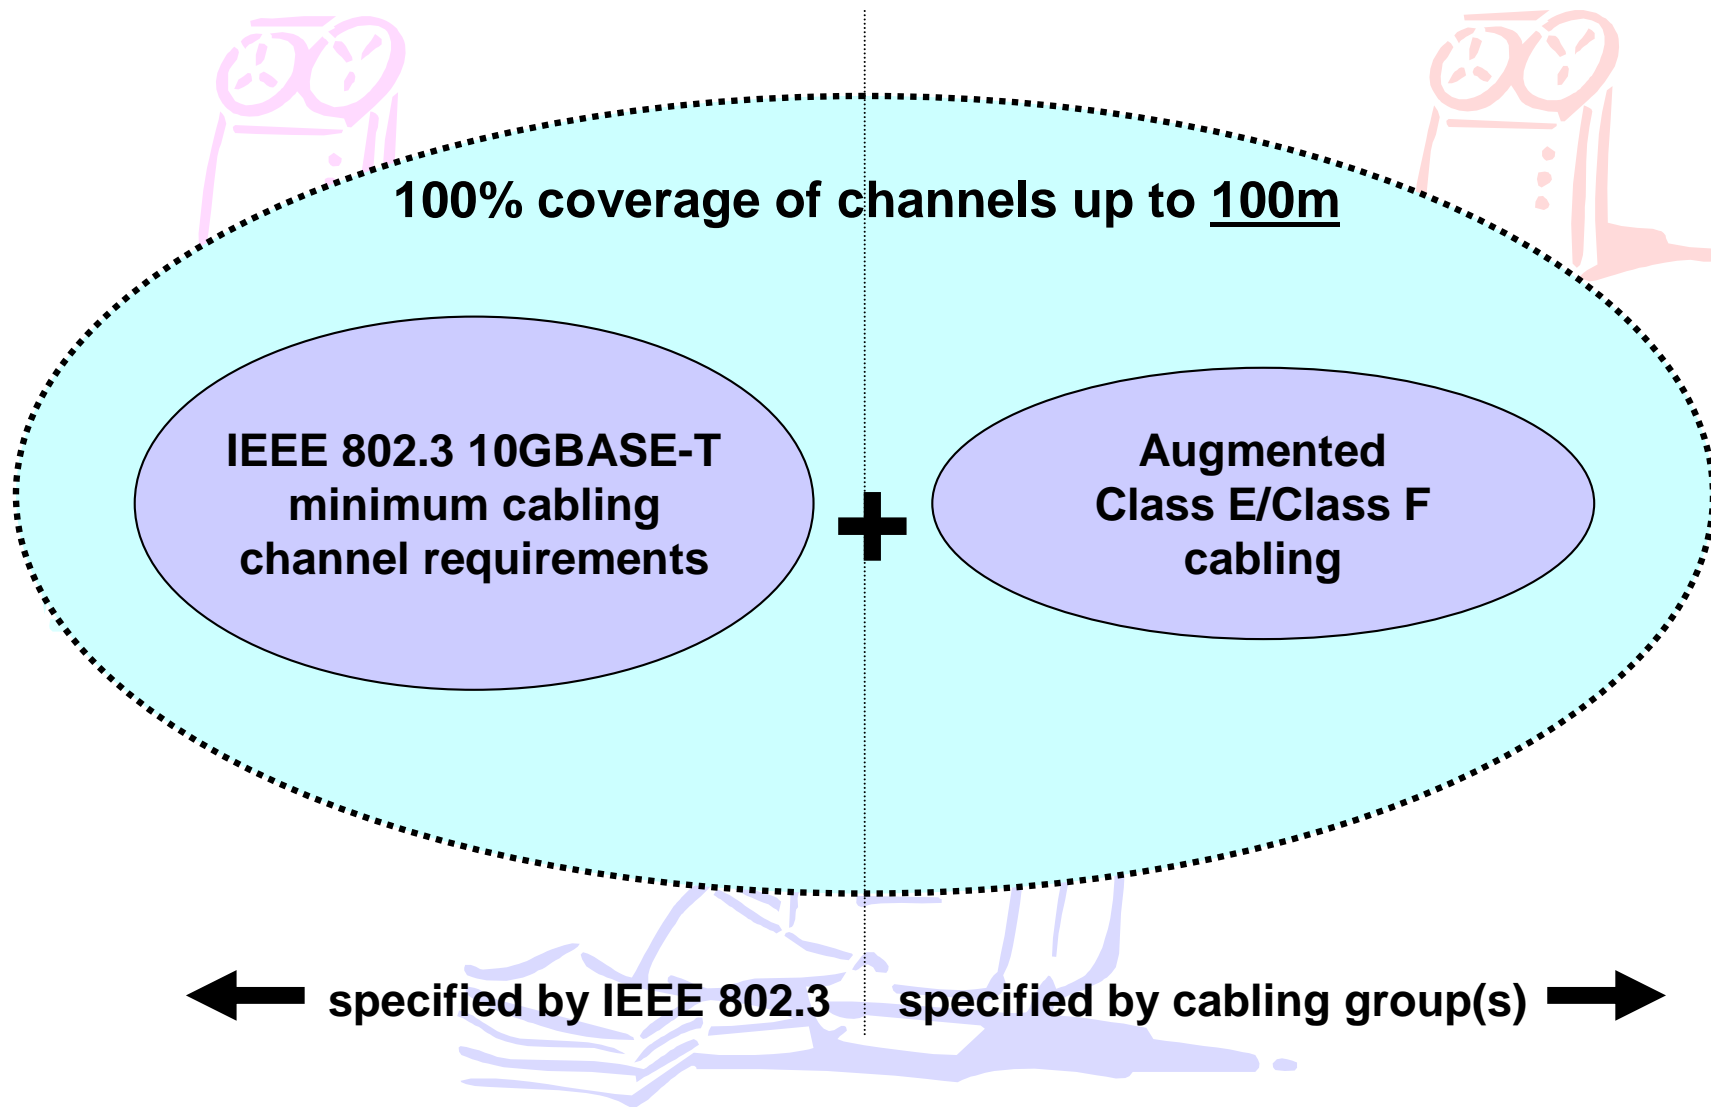 100% coverage of channels up to 100m
IEEE 802.3 10GBASE-T
minimum cabling
channel requirements
+
Augmented
Class E/Class F
cabling
specified by IEEE 802.3
specified by cabling group(s)